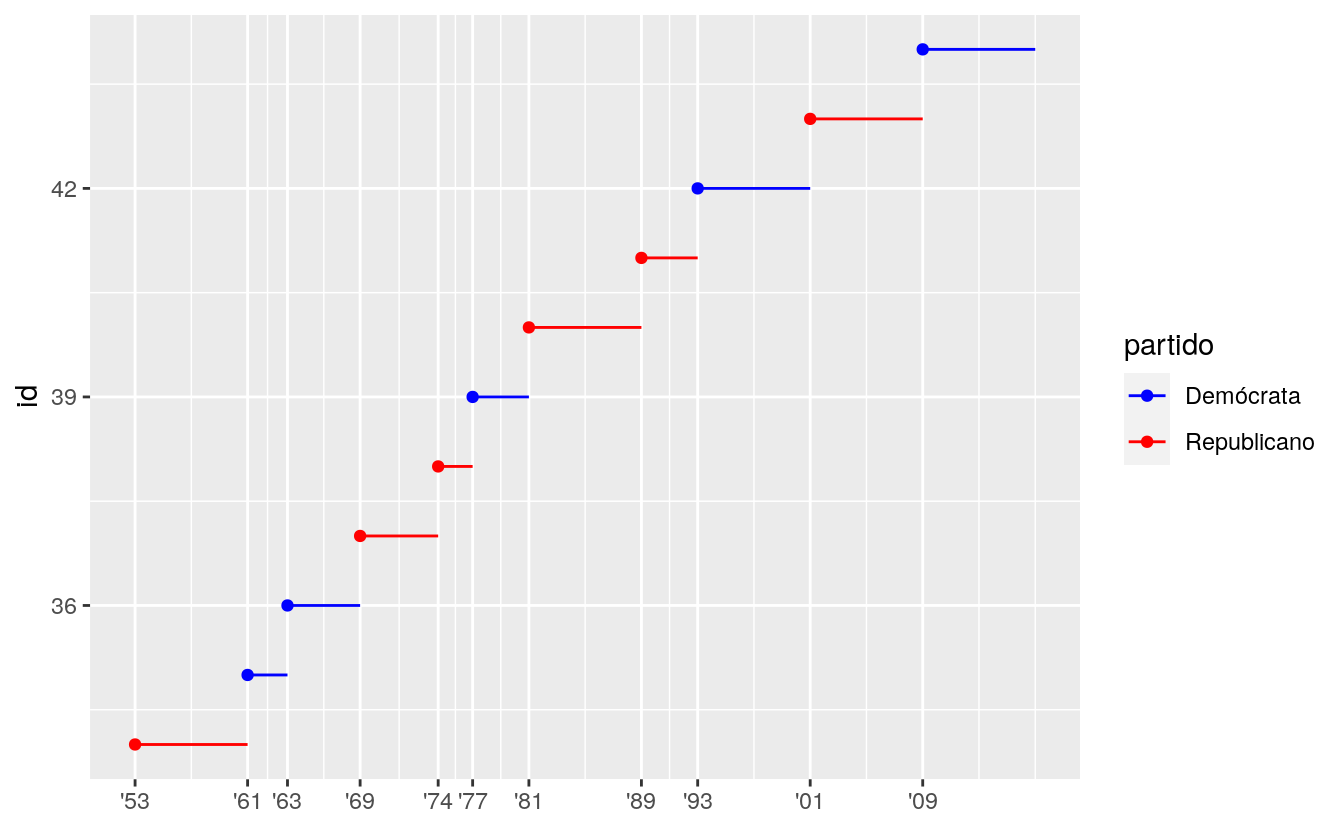 42
39
36
id
'53 '61 '63 '69 '74 '77 '81 '89 '93 '01 '09
partido
Demócrata
Republicano